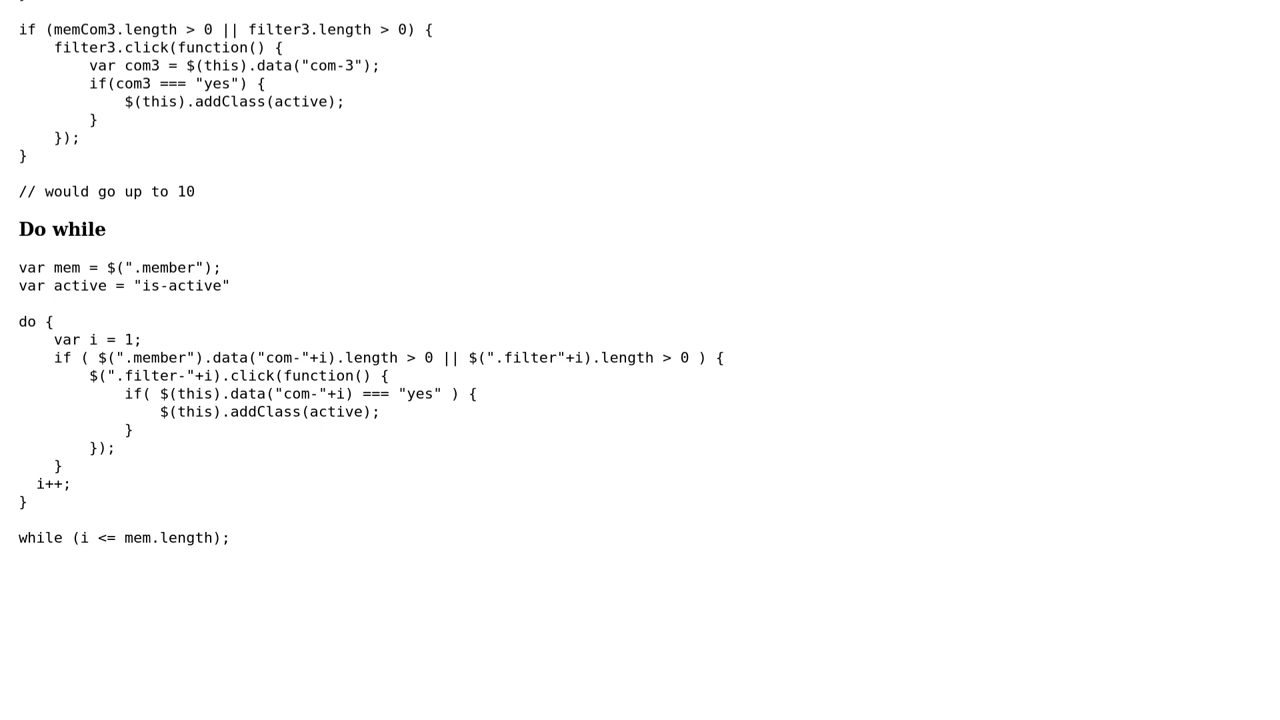 if (memCom3.length > 0 || filter3.length > 0) {
    filter3.click(function() {
        var com3 = $(this).data("com-3");
        if(com3 === "yes") {
            $(this).addClass(active);
        }
    });
}

// would go up to 10

Do while

var mem = $(".member");
var active = "is-active"

do {
    var i = 1;
    if ( $(".member").data("com-"+i).length > 0 || $(".filter"+i).length > 0 ) {
        $(".filter-"+i).click(function() {
            if( $(this).data("com-"+i) === "yes" ) {
                $(this).addClass(active);
            }
        });
    }
  i++;
}

while (i <= mem.length);